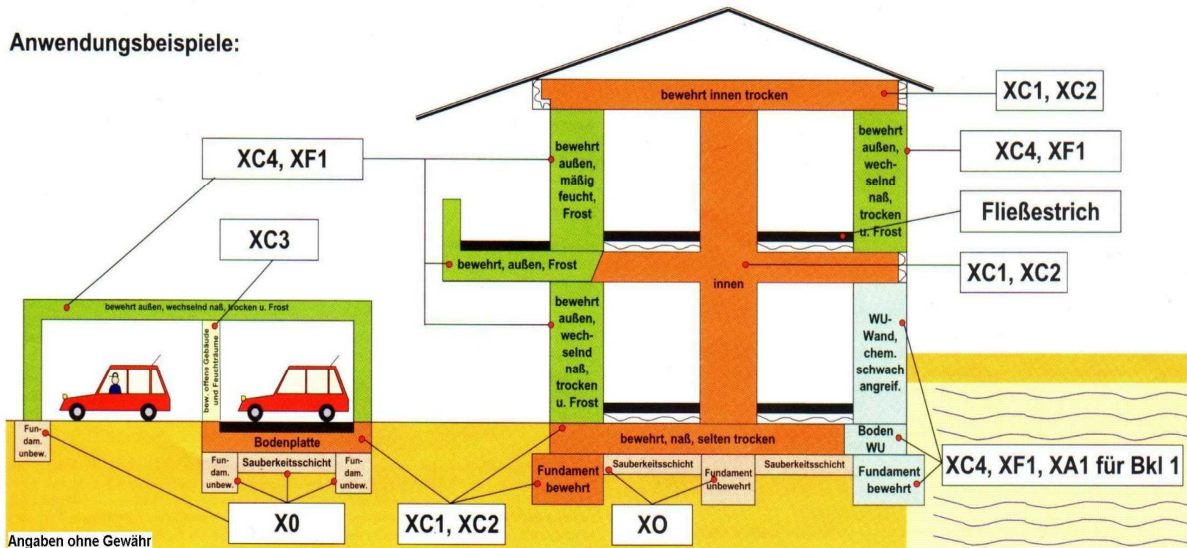 Anwendungsbeispiele:
bewehrt innen trocken
XC1, XC2
XC4, XF1
bewehrt
außen,
mäßig
feucht,
Frost
bewehrt
außen,
wech-
selnd
naß,
trocken
u. Frost
XC4, XF1
Fließestrich
XC3
bewehrt, außen, Frost
innen
XC1, XC2
bewehrt außen, wechselnd naß, trocken u. Frost
bew. offene Gebäude
und Feuchträume
bewehrt
außen,
wech-
selnd
naß,
trocken
u. Frost
WU-
Wand,
chem.
schwach
angreif.
Fun-
dam.
unbew.
Bodenplatte
bewehrt, naß, selten trocken
Boden
WU
Fun-
dam.
unbew.
Sauberkeitsschicht
Fun-
dam.
unbew.
Fundament
bewehrt
Sauberkeitsschicht
Fundament
unbewehrt
Sauberkeitsschicht
Fundament
bewehrt
XC4, XF1, XA1 für Bkl 1
X0
XC1, XC2
XO
Angaben ohne Gewähr